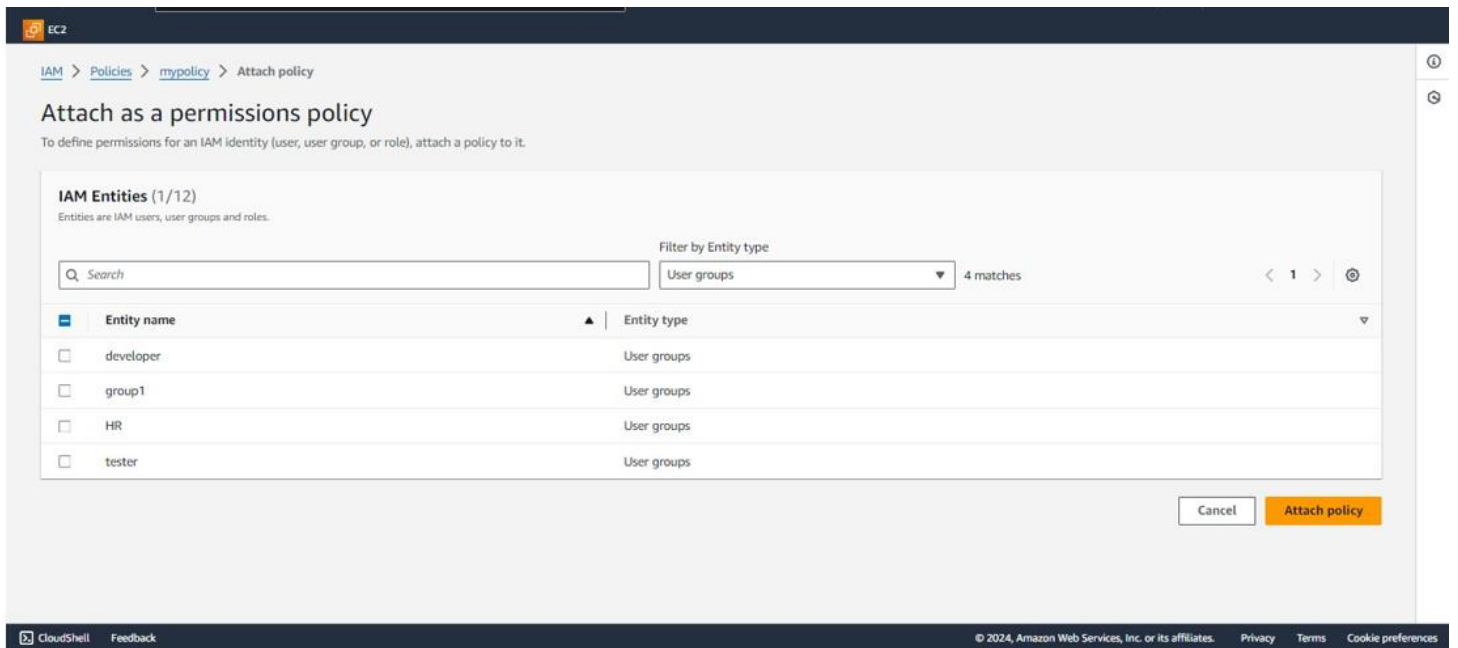 EC2
IAM > Policies > mypolicy > Attach policy
Attach as a permissions policy
To define permissions for an IAM identity (user, user group, or role), attach a policy to it.
IAM Entities (1/12)
Entities are IAM users, user groups and roles.
Filter by Entity type
Search User groups 4 matches < 1 >
Entity name Entity type
developer User groups
group1 User groups
HR User groups
tester User groups
Cancel Attach policy
CloudShell Feedback © 2024, Amazon Web Services, Inc. or its affiliates. Privacy Terms Cookie preferences